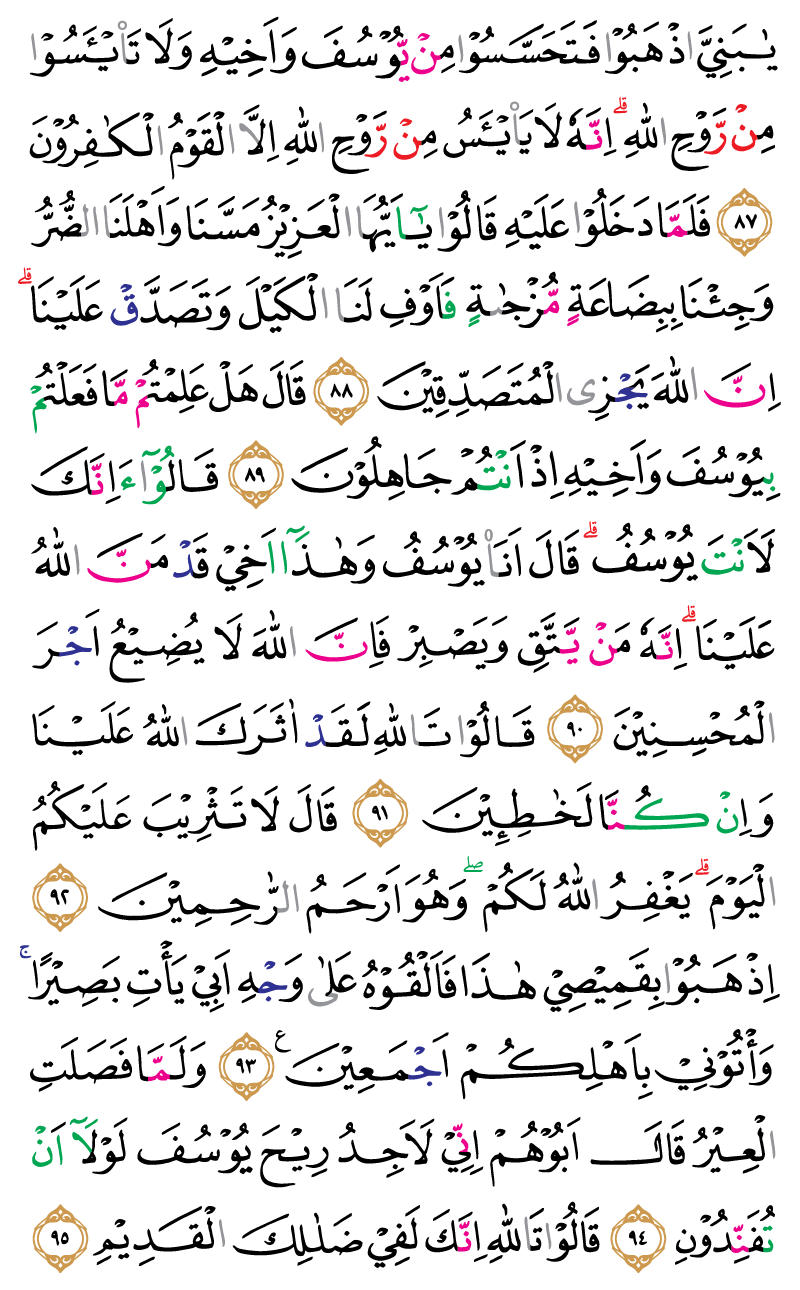 يٰبَنِيَّ اذْهَبُوْا فَتَحَسَّسُوْا مِنْ يُّوْسُفَ وَاَخِيْهِ وَلَا تَا۟يْـَٔسُوْا
مِنْ رَّوْحِ اللّٰهِ ۗاِنَّهٗ لَا يَا۟يْـَٔسُ مِنْ رَّوْحِ اللّٰهِ اِلَّا الْقَوْمُ الْكٰفِرُوْنَ
٨٧ فَلَمَّا دَخَلُوْا عَلَيْهِ قَالُوْا يٰٓاَيُّهَا الْعَزِيْزُ مَسَّنَا وَاَهْلَنَا الضُّرُّ
وَجِئْنَا بِبِضَاعَةٍ مُّزْجٰىةٍ فَاَوْفِ لَنَا الْكَيْلَ وَتَصَدَّقْ عَلَيْنَا ۗ
اِنَّ اللّٰهَ يَجْزِى الْمُتَصَدِّقِيْنَ ٨٨ قَالَ هَلْ عَلِمْتُمْ مَّا فَعَلْتُمْ
بِيُوْسُفَ وَاَخِيْهِ اِذْ اَنْتُمْ جَاهِلُوْنَ ٨٩ قَالُوْٓا ءَاِنَّكَ
لَاَنْتَ يُوْسُفُ ۗقَالَ اَنَا۠ يُوْسُفُ وَهٰذَآ اَخِيْ قَدْ مَنَّ اللّٰهُ
عَلَيْنَا ۗاِنَّهٗ مَنْ يَّتَّقِ وَيَصْبِرْ فَاِنَّ اللّٰهَ لَا يُضِيْعُ اَجْرَ
الْمُحْسِنِيْنَ ٩٠ قَالُوْا تَاللّٰهِ لَقَدْ اٰثَرَكَ اللّٰهُ عَلَيْنَا
وَاِنْ كُنَّا لَخٰطِـِٕيْنَ ٩١ قَالَ لَا تَثْرِيْبَ عَلَيْكُمُ
الْيَوْمَ ۗيَغْفِرُ اللّٰهُ لَكُمْ ۖوَهُوَ اَرْحَمُ الرّٰحِمِيْنَ ٩٢
اِذْهَبُوْا بِقَمِيْصِيْ هٰذَا فَاَلْقُوْهُ عَلٰى وَجْهِ اَبِيْ يَأْتِ بَصِيْرًا ۚ
وَأْتُوْنِيْ بِاَهْلِكُمْ اَجْمَعِيْنَ ࣖ ٩٣ وَلَمَّا فَصَلَتِ
الْعِيْرُ قَالَ اَبُوْهُمْ اِنِّيْ لَاَجِدُ رِيْحَ يُوْسُفَ لَوْلَآ اَنْ
تُفَنِّدُوْنِ ٩٤ قَالُوْا تَاللّٰهِ اِنَّكَ لَفِيْ ضَلٰلِكَ الْقَدِيْمِ ٩٥